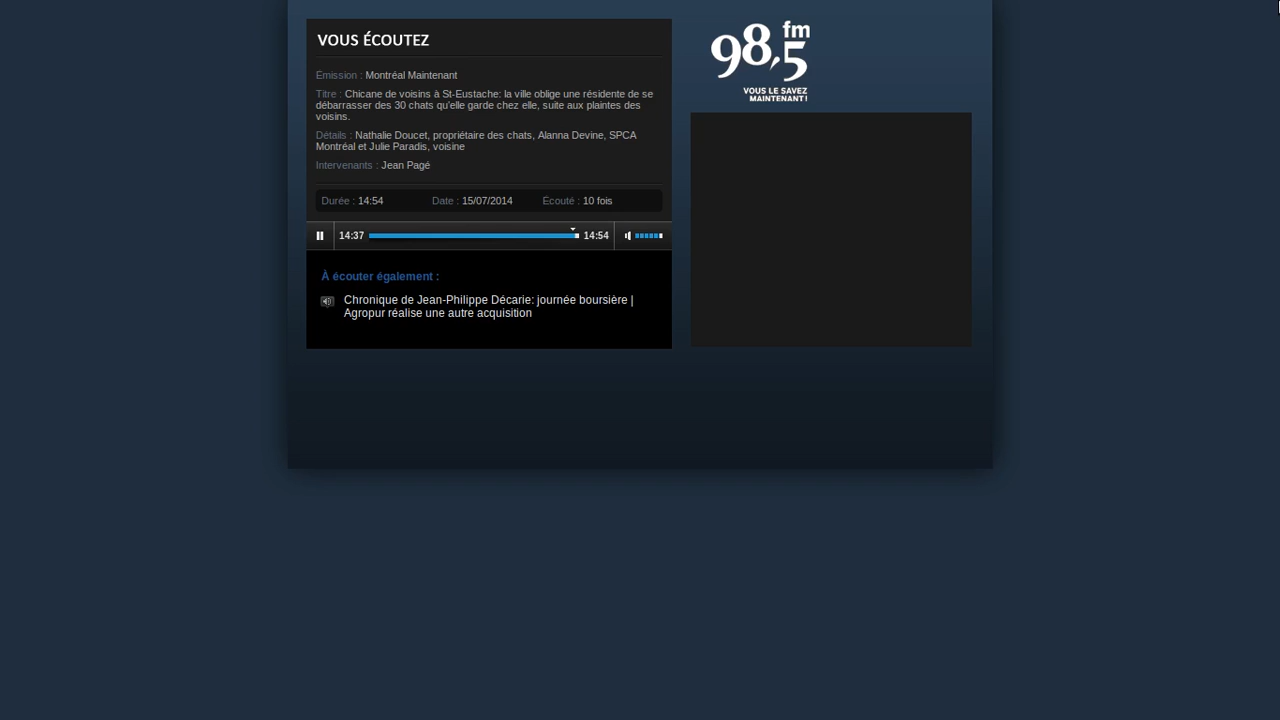 VOUS ÉCOUTEZ
Émission : Montréal Maintenant
Titre : Chicane de voisins à St-Eustache: la ville oblige une résidente de se
débarrasser des 30 chats qu'elle garde chez elle, suite aux plaintes des
voisins.
Détails : Nathalie Doucet, propriétaire des chats, Alanna Devine, SPCA
Montréal et Julie Paradis, voisine
Intervenants : Jean Pagé
Durée : 14:54 Date : 15/07/2014 Écouté : 10 fois
14:37 14:54
À écouter également :
Chronique de Jean-Philippe Décarie: journée boursière |
Agropur réalise une autre acquisition
98,5 fm
VOUS LE SAVEZ
MAINTENANT!